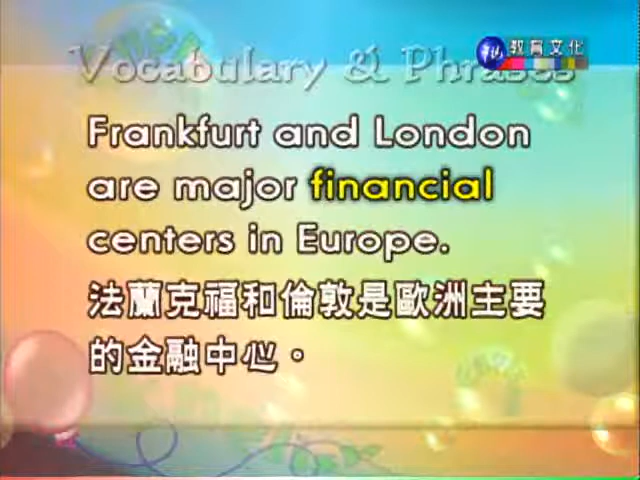 Vocabulary & Phrases
視 教育文化
Frankfurt and London
are major financial
centers in Europe.
法蘭克福和倫敦是歐洲主要
的金融中心。